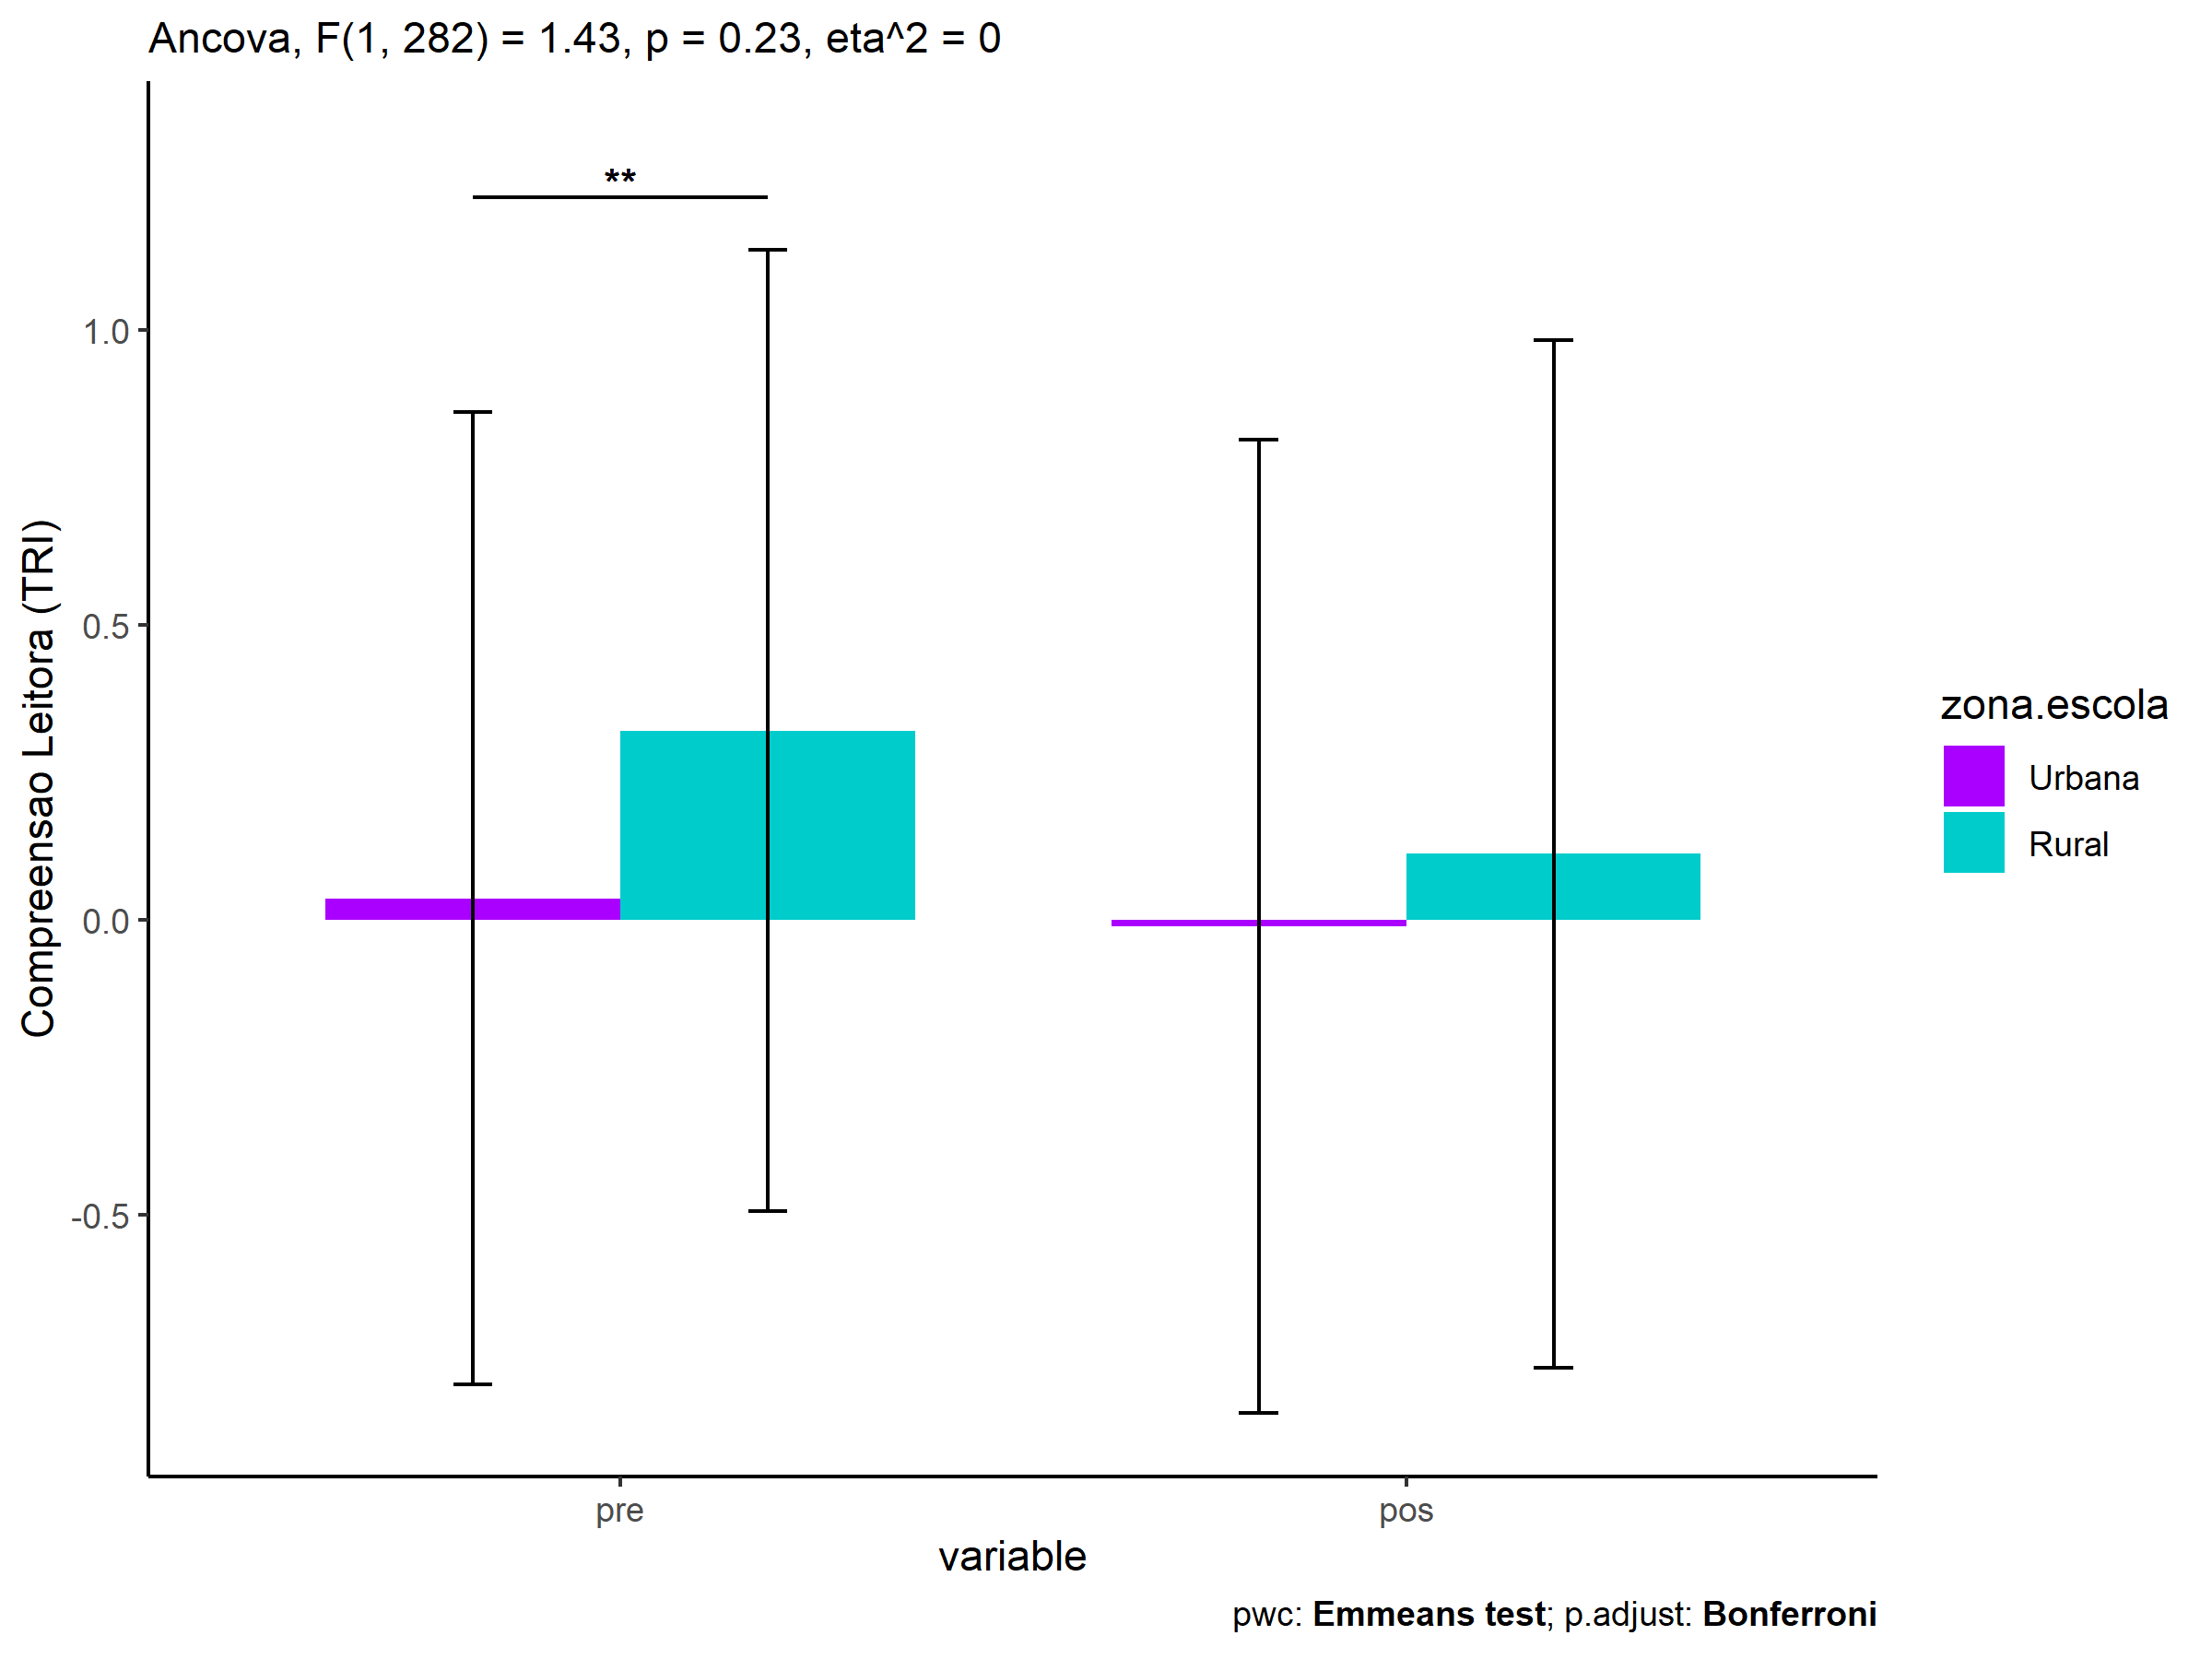 Ancova, F(1, 282) = 1.43, p = 0.23, eta^2 = 0
**
1.0
0.5
0.0
-0.5
Compreensao Leitora (TRI)
pre
pos
variable
zona.escola
Urbana
Rural
pwc: Emmeans test; p.adjust: Bonferroni